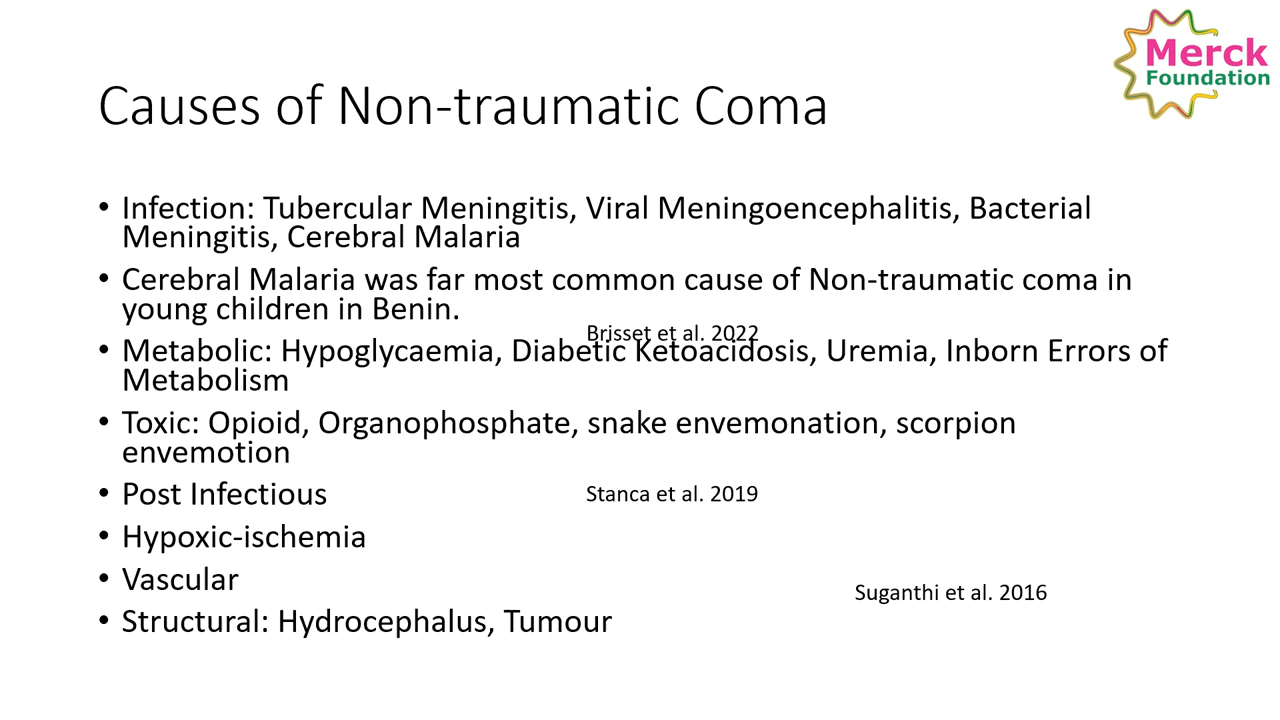 Merck
Foundation
Causes of Non-traumatic Coma
• Infection: Tubercular Meningitis, Viral Meningoencephalitis, Bacterial
Meningitis, Cerebral Malaria
• Cerebral Malaria was far most common cause of Non-traumatic coma in
young children in Benin.
Brisset et al. 2022
• Metabolic: Hypoglycaemia, Diabetic Ketoacidosis, Uremia, Inborn Errors of
Metabolism
• Toxic: Opioid, Organophosphate, snake envemonation, scorpion
envemotion
• Post Infectious
Stanca et al. 2019
• Hypoxic-ischemia
• Vascular
Suganthi et al. 2016
• Structural: Hydrocephalus, Tumour